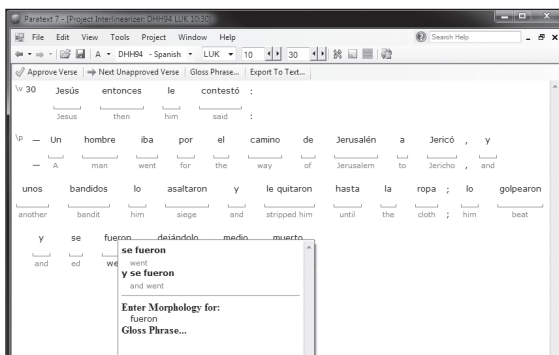 Paratext 7 - [Project Interlinearizer: DHH94 LUK 10:30]
File Edit View Tools Project Window Help Search Help
A DHH94 - Spanish LUK 10 30
Approve Verse Next Unapproved Verse Gloss Phrase... Export To Text...
\v 30 Jesús entonces le contestó :
Jesus then him said :
\p — Un hombre iba por el camino de Jerusalén a Jericó , y
— A man went for the way of Jerusalem to Jericho , and
unos bandidos lo asaltaron y le quitaron hasta la ropa ; lo golpearon
another bandit him siege and stripped him until the cloth ; him beat
y se fueron dejándolo medio muerto
and ed we
se fueron
went
y se fueron
and went
Enter Morphology for:
fueron
Gloss Phrase...